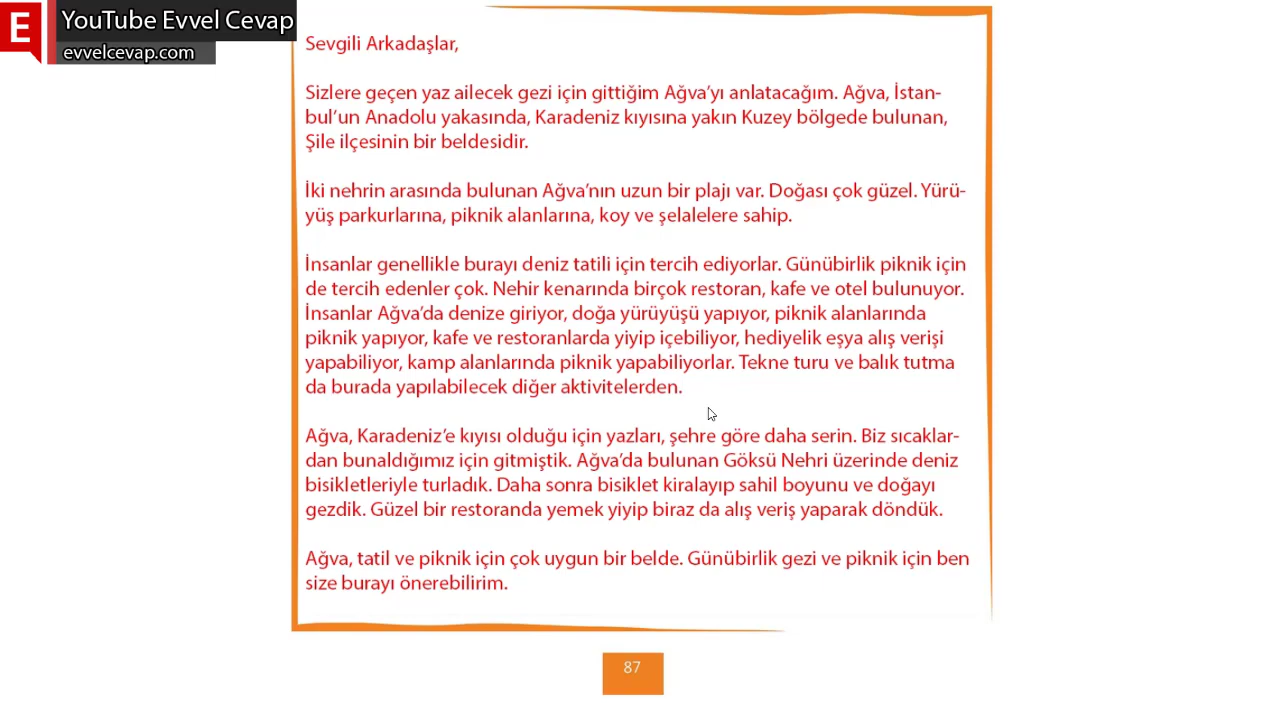 YouTube Evvel Cevap
evvelcevap.com
Sevgili Arkadaşlar,
Sizlere geçen yaz ailecek gezi için gittiğim Ağva’yı anlatacağım. Ağva, İstan-
bul’un Anadolu yakasında, Karadeniz kıyısına yakın Kuzey bölgede bulunan,
Şile ilçesinin bir beldesidir.
İki nehrin arasında bulunan Ağva’nın uzun bir plajı var. Doğası çok güzel. Yürü-
yüş parkurlarına, piknik alanlarına, koy ve şelalelere sahip.
İnsanlar genellikle burayı deniz tatili için tercih ediyorlar. Günübirlik piknik için
de tercih edenler çok. Nehir kenarında birçok restoran, kafe ve otel bulunuyor.
İnsanlar Ağva’da denize giriyor, doğa yürüyüşü yapıyor, piknik alanlarında
piknik yapıyor, kafe ve restoranlarda yiyip içebiliyor, hediyelik eşya alış verişi
yapabiliyor, kamp alanlarında piknik yapabiliyorlar. Tekne turu ve balık tutma
da burada yapılabilecek diğer aktivitelerden.
Ağva, Karadeniz’e kıyısı olduğu için yazları, şehre göre daha serin. Biz sıcaklar-
dan bunaldığımız için gitmiştik. Ağva’da bulunan Göksü Nehri üzerinde deniz
bisikletleriyle turladık. Daha sonra bisiklet kiralayıp sahil boyunu ve doğayı
gezdik. Güzel bir restoranda yemek yiyip biraz da alış veriş yaparak döndük.
Ağva, tatil ve piknik için çok uygun bir belde. Günübirlik gezi ve piknik için ben
size burayı önerebilirim.
87